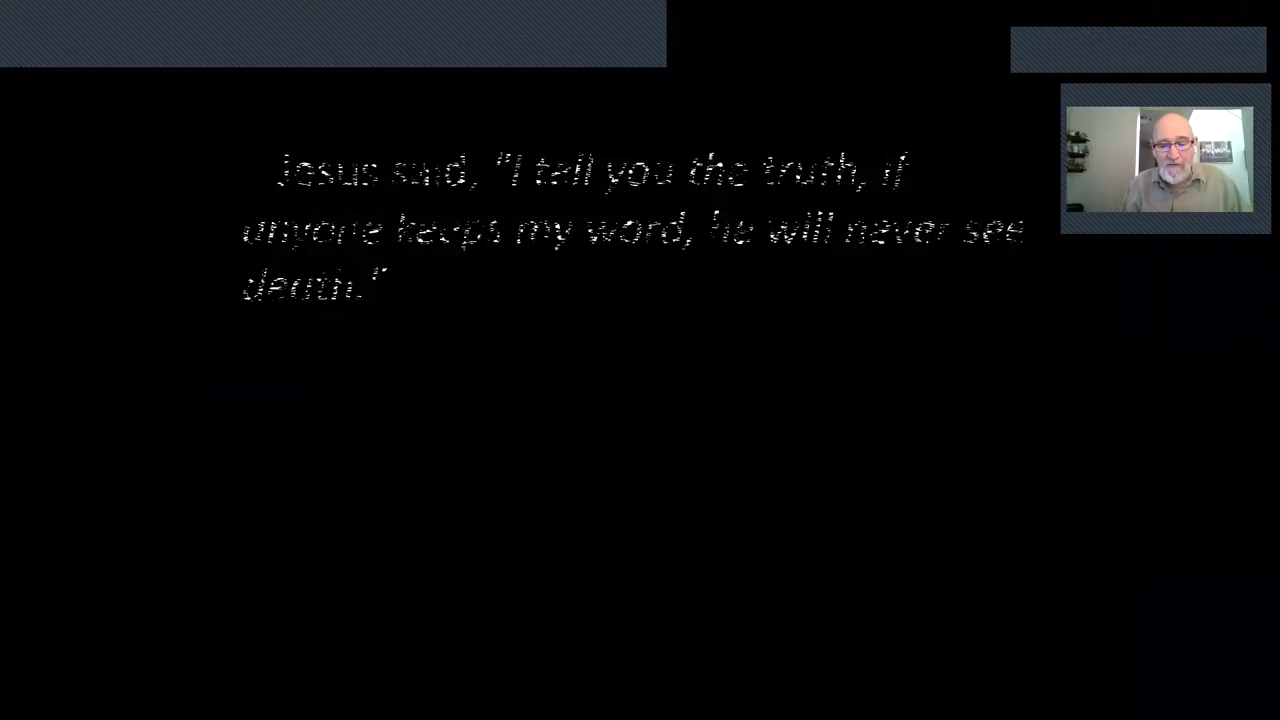 Jesus said, "I tell you the truth, if
anyone keeps my word, he will never see
death."